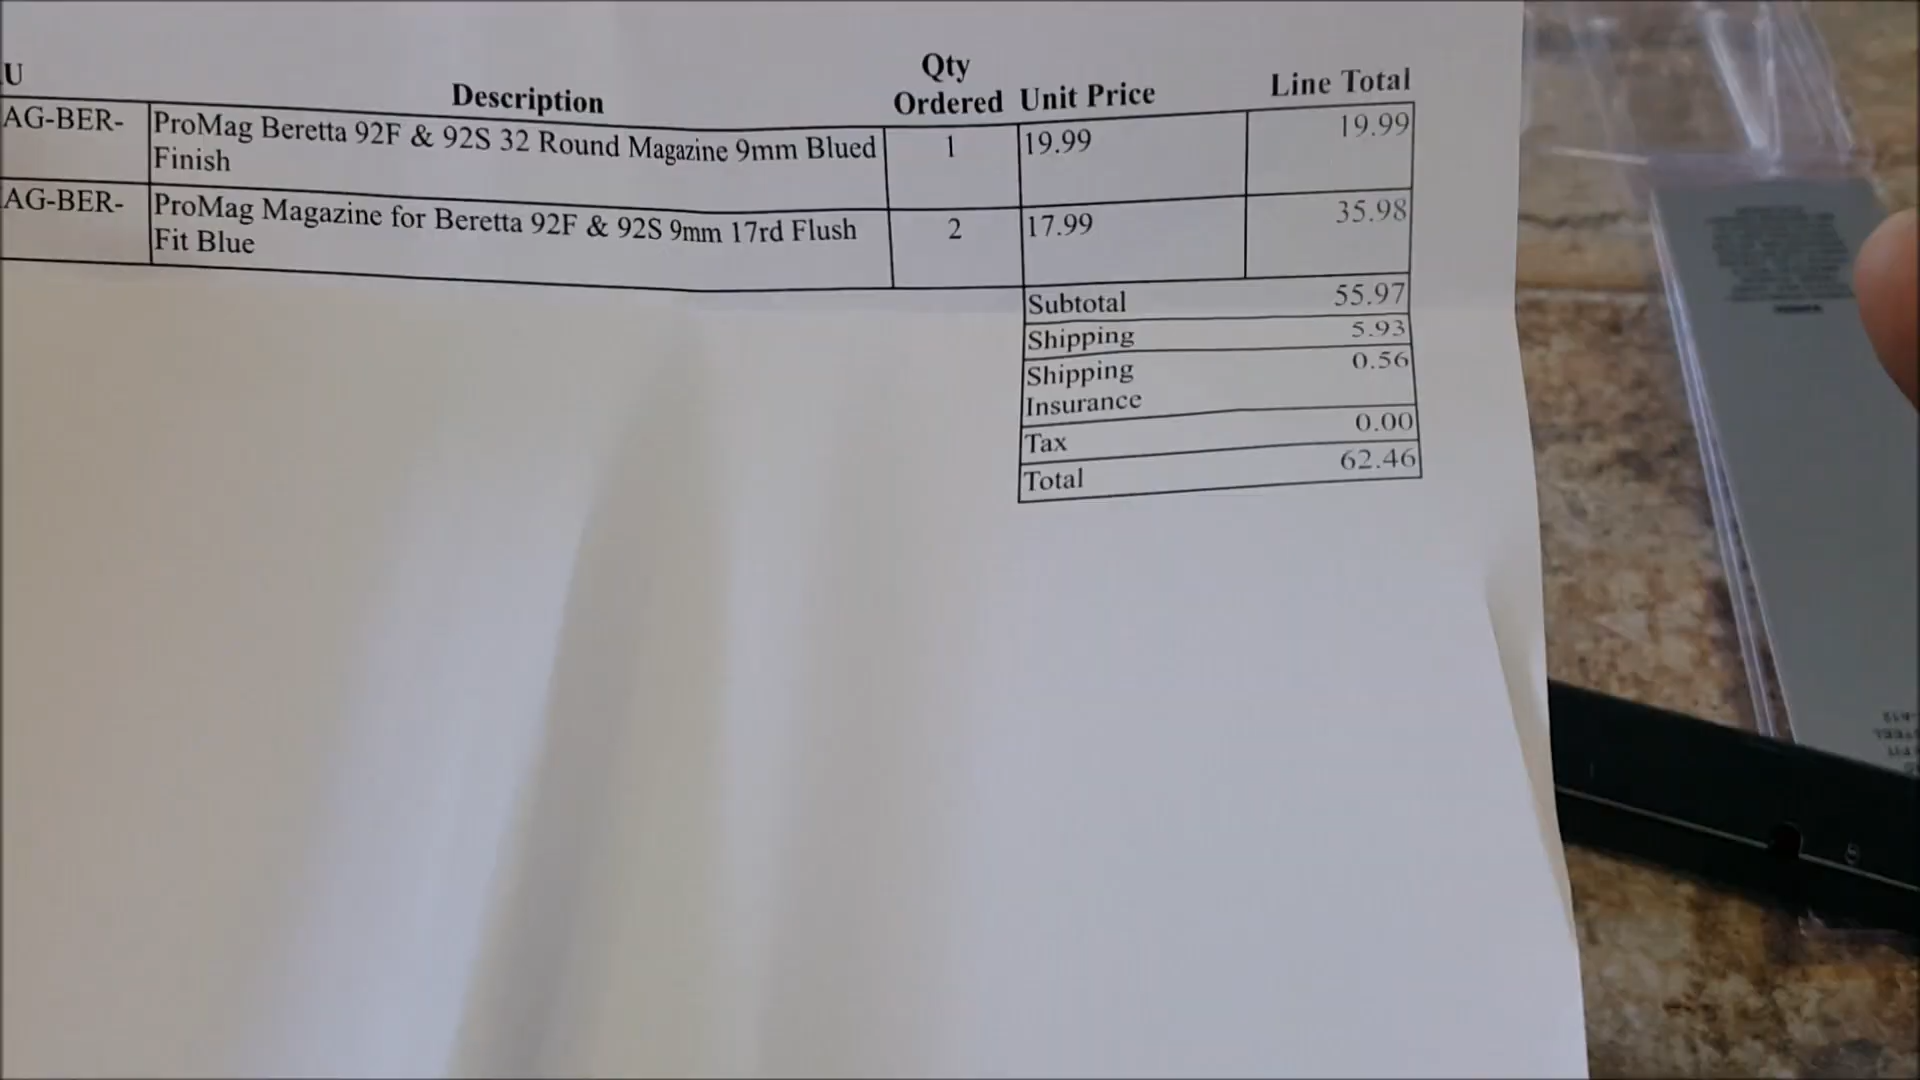 U Description Qty Ordered Unit Price Line Total
AG-BER- ProMag Beretta 92F & 92S 32 Round Magazine 9mm Blued 1 19.99 19.99
Finish
AG-BER- ProMag Magazine for Beretta 92F & 92S 9mm 17rd Flush 2 17.99 35.98
Fit Blue
Subtotal 55.97
Shipping 5.93
Shipping 0.56
Insurance
Tax 0.00
Total 62.46